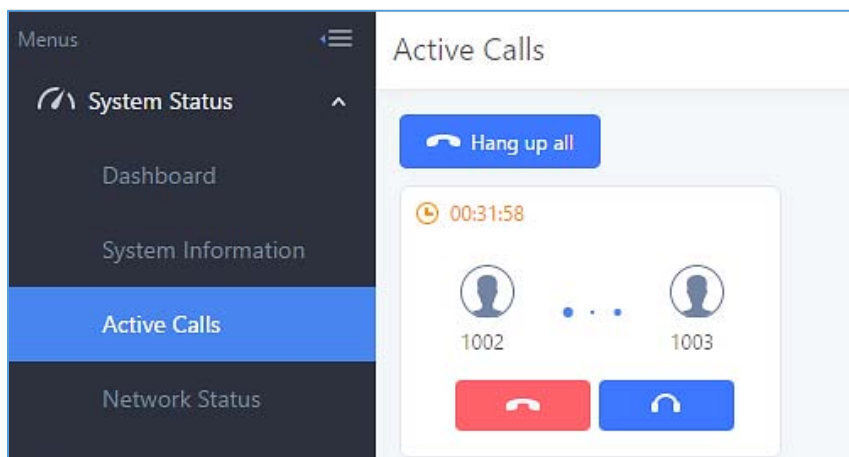 Menus
System Status
Dashboard
System Information
Active Calls
Network Status
Active Calls
Hang up all
00:31:58
1002 1003